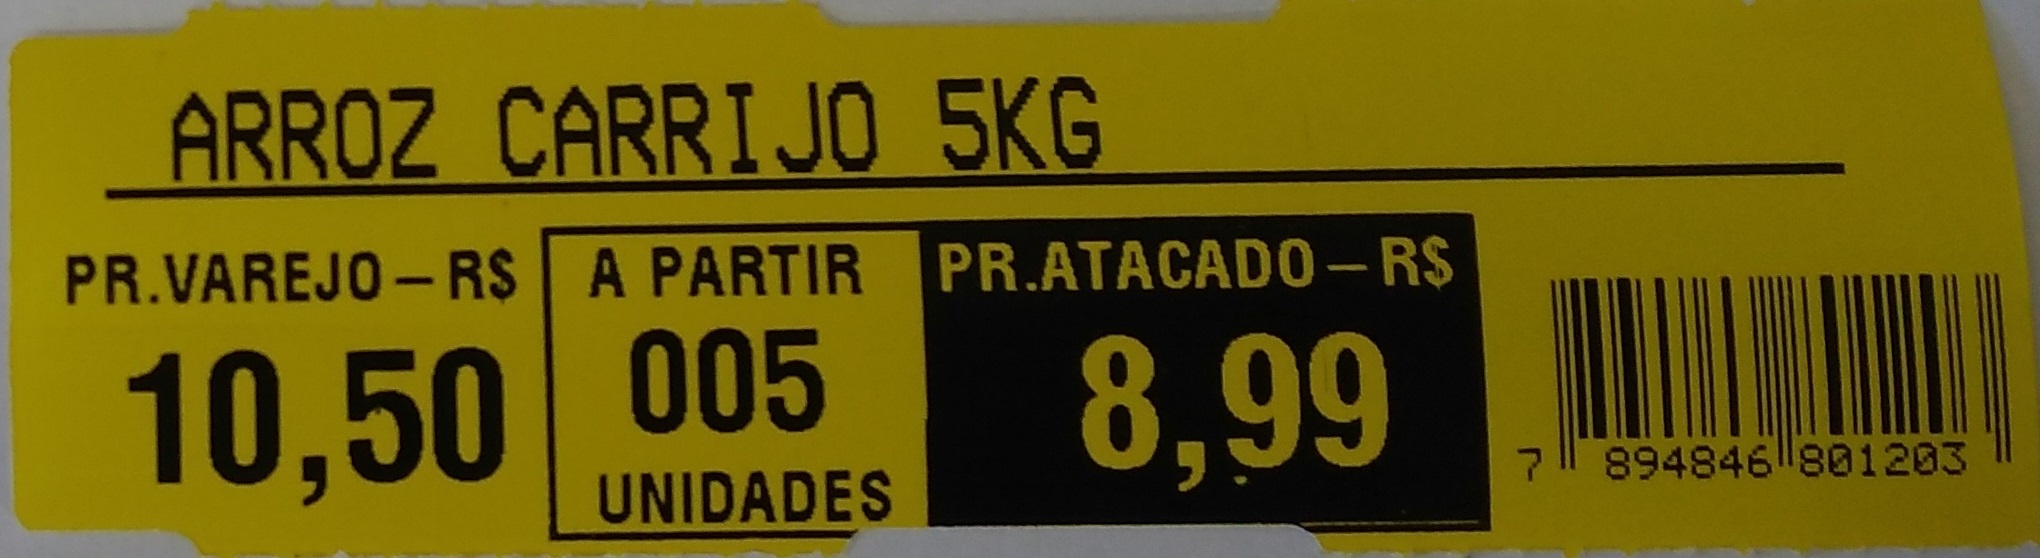 ARROZ CARRIJO 5KG
PR.VAREJO-R$
10,50
A PARTIR
005
UNIDADES
PR.ATACADO-R$
8,99
7 894846 801203